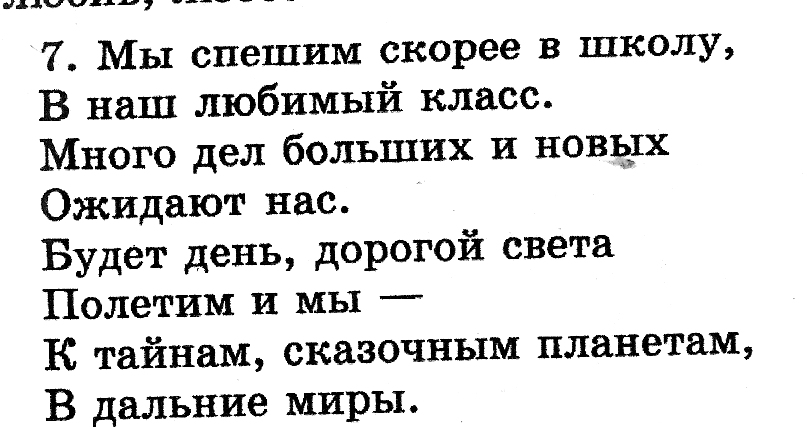 7. Мы спешим скорее в школу,
В наш любимый класс.
Много дел больших и новых
Ожидают нас.
Будет день, дорогой света
Полетим и мы —
К тайнам, сказочным планетам,
В дальние миры.